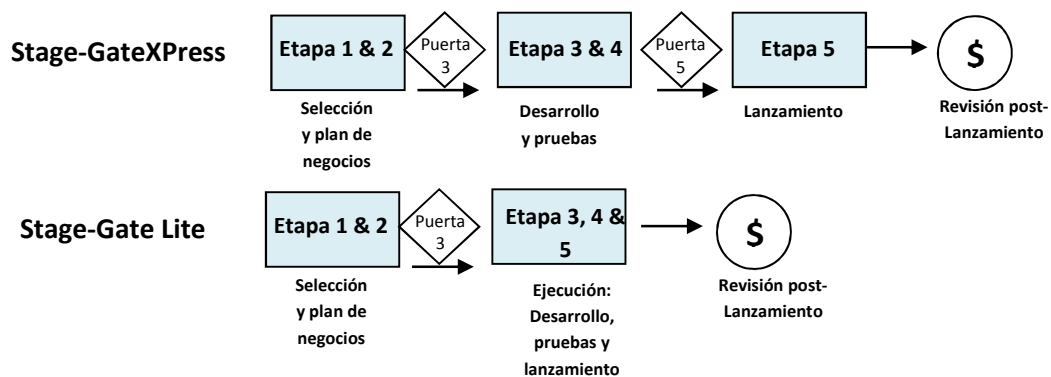 Stage-GateXPress
Etapa 1 & 2
Puerta
3
Etapa 3 & 4
Puerta
5
Etapa 5
$
Selección
y plan de
negocios
Desarrollo
y pruebas
Lanzamiento
Revisión post-
Lanzamiento
Stage-Gate Lite
Etapa 1 & 2
Puerta
3
Etapa 3, 4 &
5
$
Selección
y plan de
negocios
Ejecución:
Desarrollo,
pruebas y
lanzamiento
Revisión post-
Lanzamiento